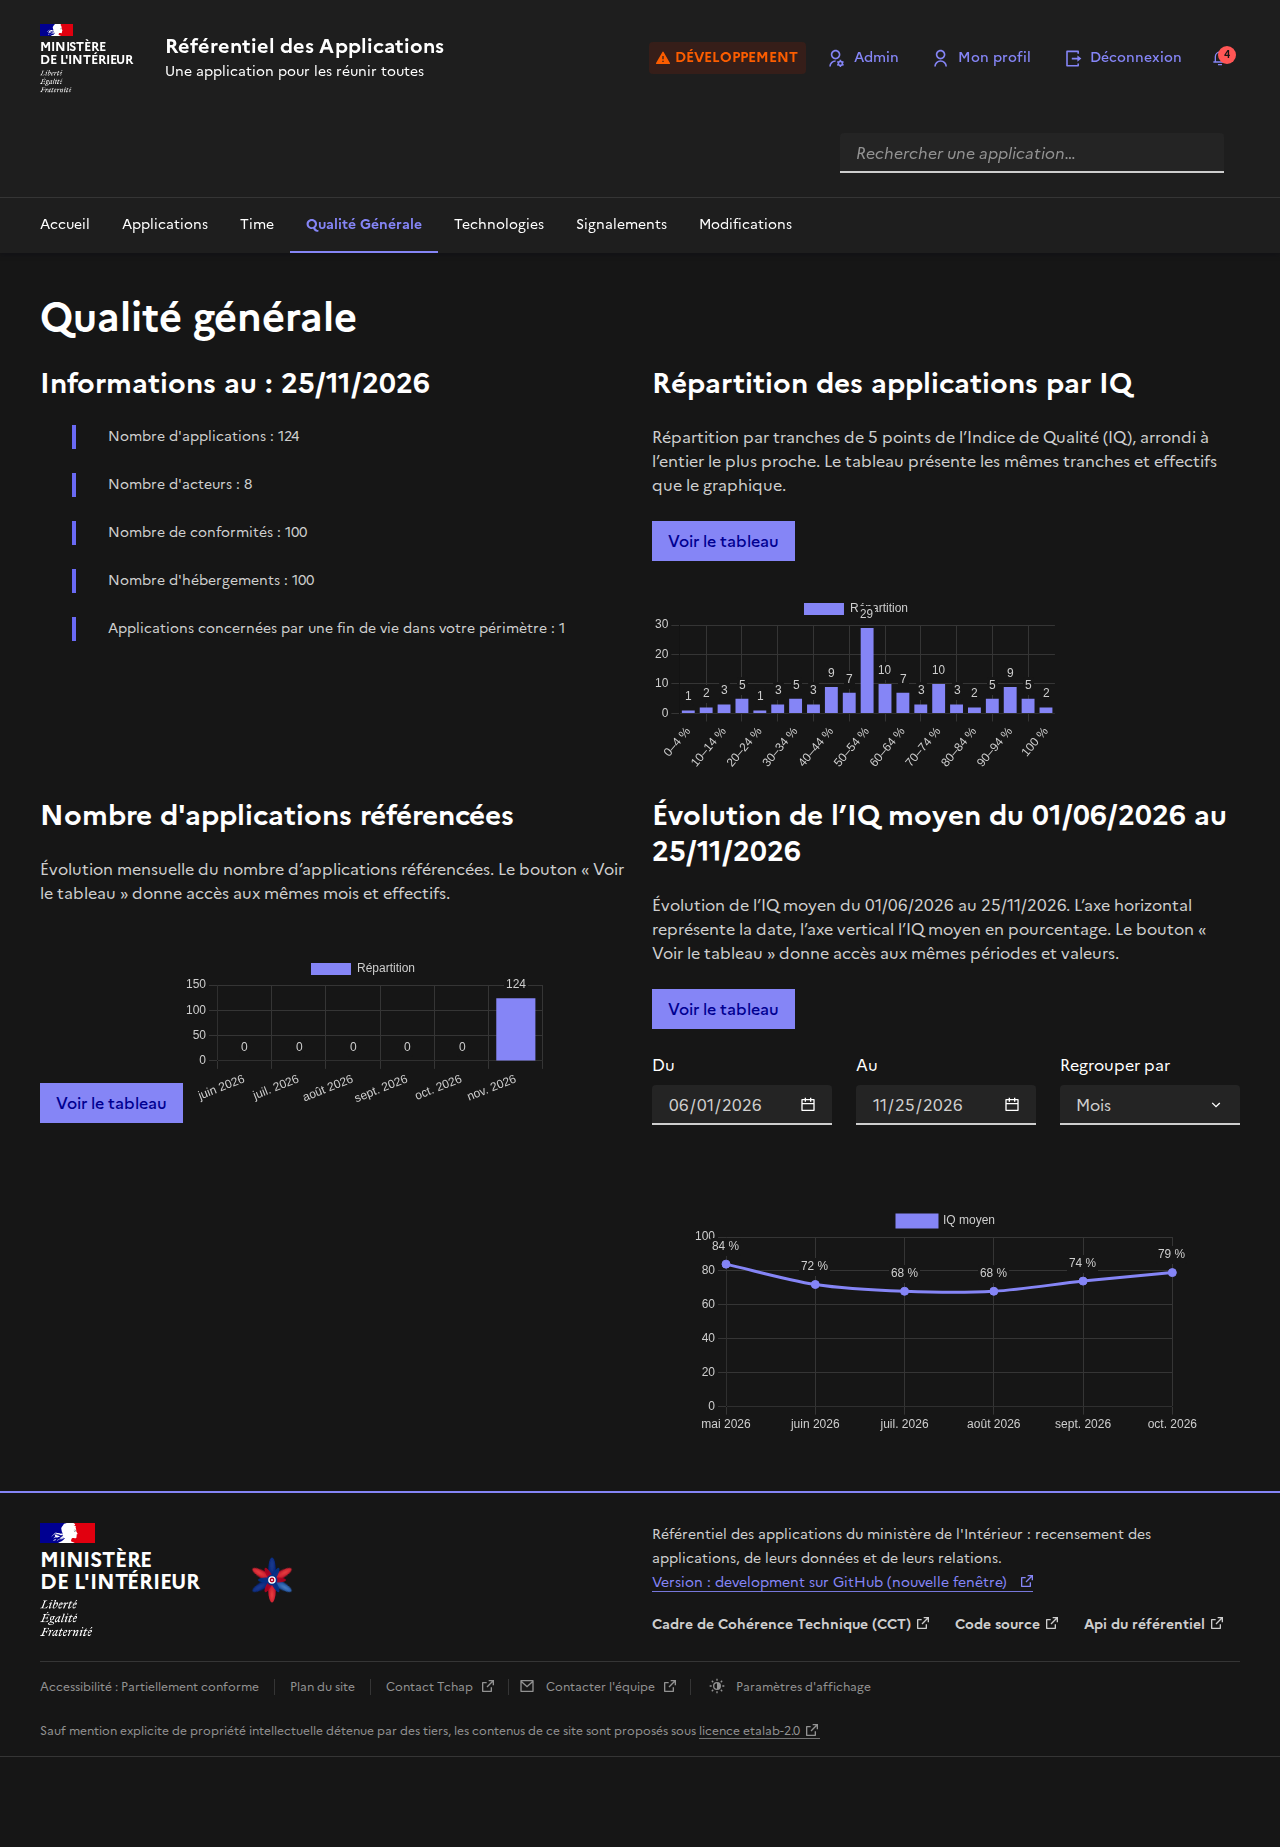 MINISTÈRE
DE L'INTÉRIEUR
Liberté
Égalité
Fraternité
Référentiel des Applications
Une application pour les réunir toutes
DÉVELOPPEMENT
Admin
Mon profil
Déconnexion
4
Rechercher une application…
Accueil
Applications
Time
Qualité Générale
Technologies
Signalements
Modifications
Qualité générale
Informations au : 25/11/2026
Nombre d'applications : 124
Nombre d'acteurs : 8
Nombre de conformités : 100
Nombre d'hébergements : 100
Applications concernées par une fin de vie dans votre périmètre : 1
Répartition des applications par IQ
Répartition par tranches de 5 points de l’Indice de Qualité (IQ), arrondi à
l’entier le plus proche. Le tableau présente les mêmes tranches et effectifs
que le graphique.
Voir le tableau
Répartition
30
20
10
0
1 2 3 5 1 3 5 3 9 7 29 10 7 3 10 3 2 5 9 5 2
0–4 % 10–14 % 20–24 % 30–34 % 40–44 % 50–54 % 60–64 % 70–74 % 80–84 % 90–94 % 100 %
Nombre d'applications référencées
Évolution mensuelle du nombre d’applications référencées. Le bouton « Voir
le tableau » donne accès aux mêmes mois et effectifs.
Répartition
150
100
50
0
0 0 0 0 0 124
juin 2026 juil. 2026 août 2026 sept. 2026 oct. 2026 nov. 2026
Voir le tableau
Évolution de l’IQ moyen du 01/06/2026 au
25/11/2026
Évolution de l’IQ moyen du 01/06/2026 au 25/11/2026. L’axe horizontal
représente la date, l’axe vertical l’IQ moyen en pourcentage. Le bouton «
Voir le tableau » donne accès aux mêmes périodes et valeurs.
Voir le tableau
Du
06/01/2026
Au
11/25/2026
Regrouper par
Mois
IQ moyen
100
80
60
40
20
0
84 % 72 % 68 % 68 % 74 % 79 %
mai 2026 juin 2026 juil. 2026 août 2026 sept. 2026 oct. 2026
MINISTÈRE
DE L'INTÉRIEUR
Liberté
Égalité
Fraternité
Référentiel des applications du ministère de l'Intérieur : recensement des
applications, de leurs données et de leurs relations.
Version : development sur GitHub (nouvelle fenêtre)
Cadre de Cohérence Technique (CCT)
Code source
Api du référentiel
Accessibilité : Partiellement conforme
Plan du site
Contact Tchap
Contacter l'équipe
Paramètres d'affichage
Sauf mention explicite de propriété intellectuelle détenue par des tiers, les contenus de ce site sont proposés sous licence etalab-2.0